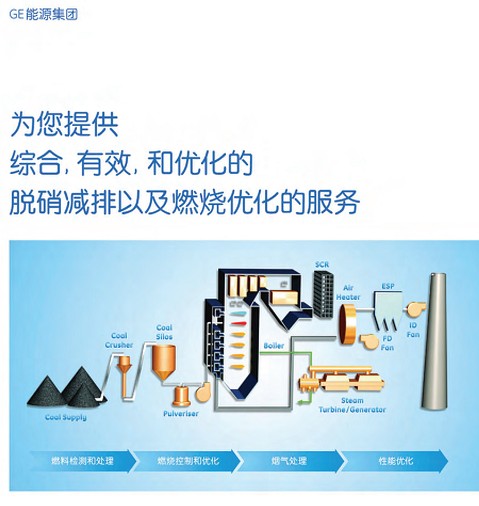 GE能源集团
为您提供
综合, 有效, 和优化的
脱硝减排以及燃烧优化的服务
SCR
Air
Heater
ESP
Coal
Crusher
Coal
Silos
ID
Fan
FD
Fan
Boiler
Coal Supply
Pulveriser
Steam
Turbine/Generator
燃料检测和处理
燃烧控制和优化
烟气处理
性能优化